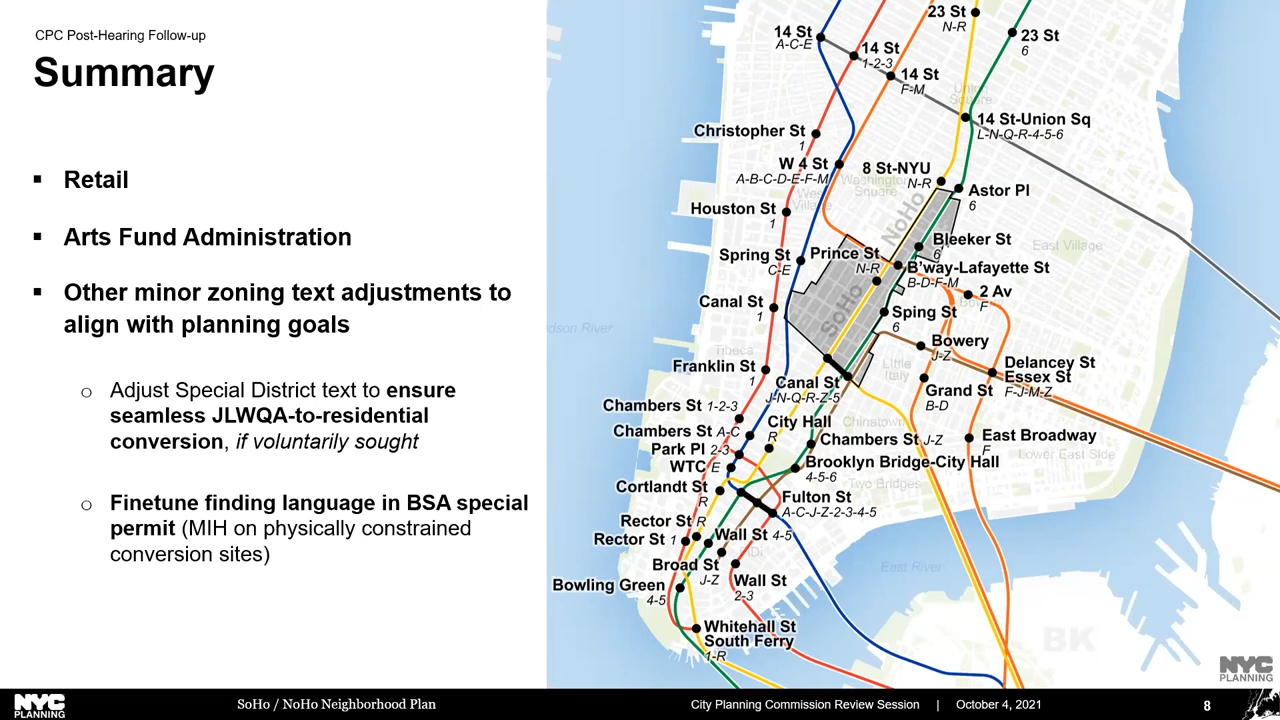 CPC Post-Hearing Follow-up
Summary
▪ Retail
▪ Arts Fund Administration
▪ Other minor zoning text adjustments to
align with planning goals
○ Adjust Special District text to ensure
seamless JLWQA-to-residential
conversion, if voluntarily sought
○ Finetune finding language in BSA special
permit (MIH on physically constrained
conversion sites)
14 St
A-C-E
14 St
1-2-3
14 St
F-M
23 St
N-R
23 St
6
Union
Square
14 St-Union Sq
L-N-Q-R-4-5-6
Christopher St
1
W 4 St
A-B-C-D-E-F-M
Washington
Square
West
Village
8 St-NYU
N-R
Astor Pl
6
NoHo
Houston St
1
Spring St
C-E
Prince St
N-R
Bleeker St
6
East Village
B'way-Lafayette St
B-D-F-M
2 Av
F
Canal St
1
SoHo
Sping St
6
Bowery
J-Z
Tribeca
Little
Italy
Franklin St
1
Canal St
J-N-Q-R-Z-5
Grand St
B-D
Delancey St
Essex St
F-J-M-Z
Chambers St 1-2-3
Chambers St A-C
Park Pl 2-3
WTC E
City Hall
R
Chinatown
Chambers St J-Z
East Broadway
F
Lower East Side
Brooklyn Bridge-City Hall
4-5-6
Two Bridges
Cortlandt St
R
Fulton St
A-C-J-Z-2-3-4-5
Rector St R
Rector St 1
Wall St 4-5
FiDi
Broad St
J-Z
Wall St
2-3
Bowling Green
4-5
Whitehall St
South Ferry
1-R
dson River
East River
BK
NYC
PLANNING
NYC
PLANNING
SoHo / NoHo Neighborhood Plan
City Planning Commission Review Session | October 4, 2021
8